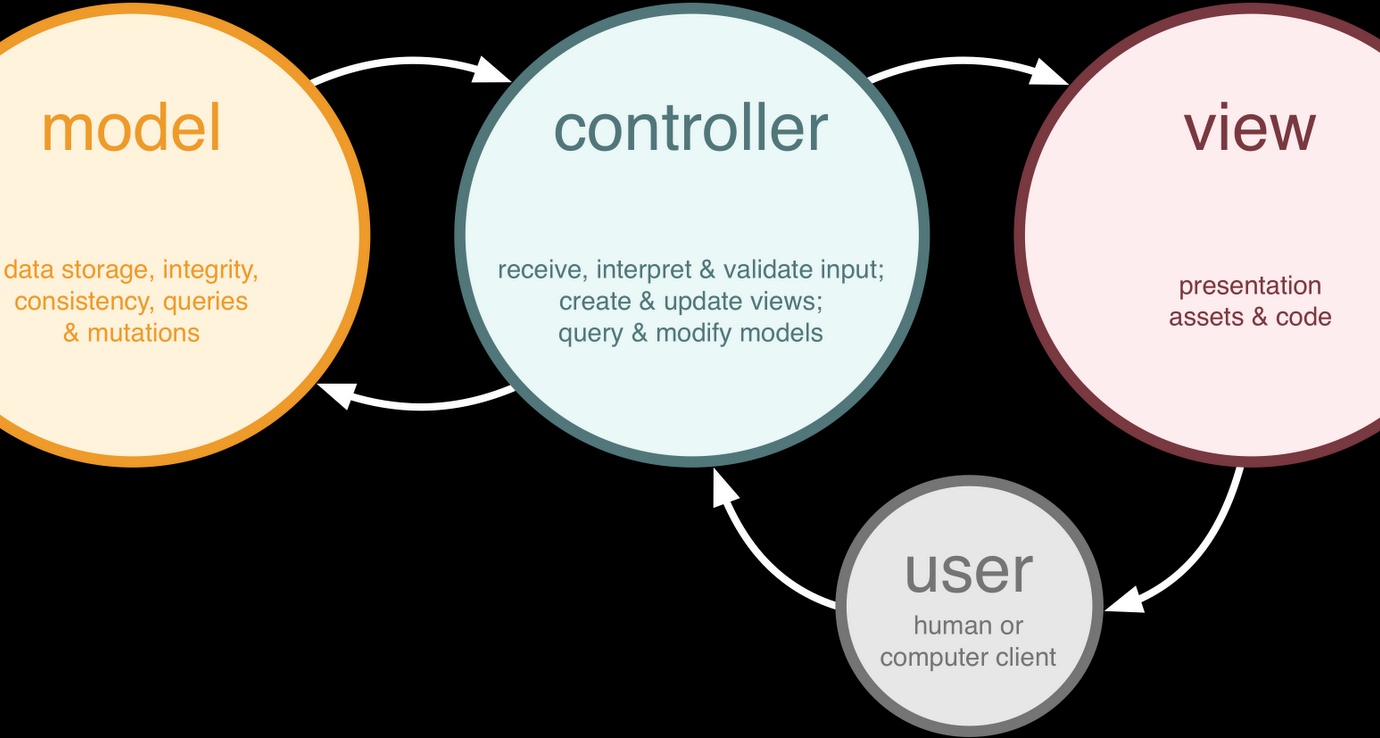 model
data storage, integrity,
consistency, queries
& mutations
controller
receive, interpret & validate input;
create & update views;
query & modify models
view
presentation
assets & code
user
human or
computer client